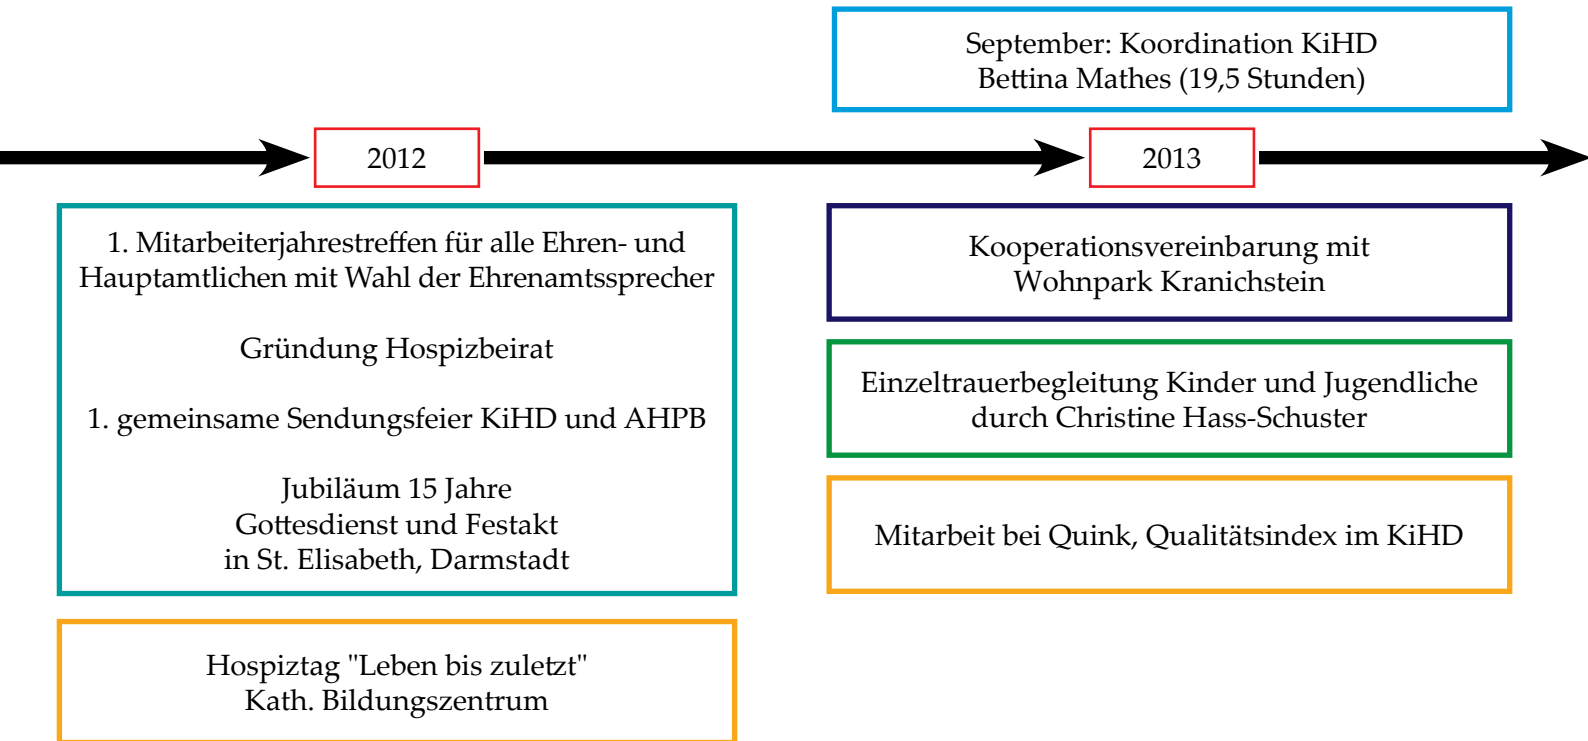 September: Koordination KiHD
Bettina Mathes (19,5 Stunden)
2012
2013
1. Mitarbeiterjahrestreffen für alle Ehren- und
Hauptamtlichen mit Wahl der Ehrenamtssprecher
Gründung Hospizbeirat
1. gemeinsame Sendungsfeier KiHD und AHPB
Jubiläum 15 Jahre
Gottesdienst und Festakt
in St. Elisabeth, Darmstadt
Hospiztag "Leben bis zuletzt"
Kath. Bildungszentrum
Kooperationsvereinbarung mit
Wohnpark Kranichstein
Einzeltrauerbegleitung Kinder und Jugendliche
durch Christine Hass-Schuster
Mitarbeit bei Quink, Qualitätsindex im KiHD